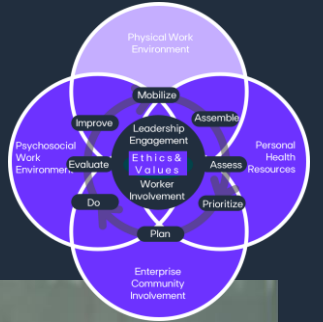 Physical Work
Environment
Mobilize
Improve
Assemble
Leadership
Engagement
Psychosocial
Work
Environment
Evaluate
Ethics &
Values
Assess
Personal
Health
Resources
Worker
Involvement
Do
Prioritize
Plan
Enterprise
Community
Involvement